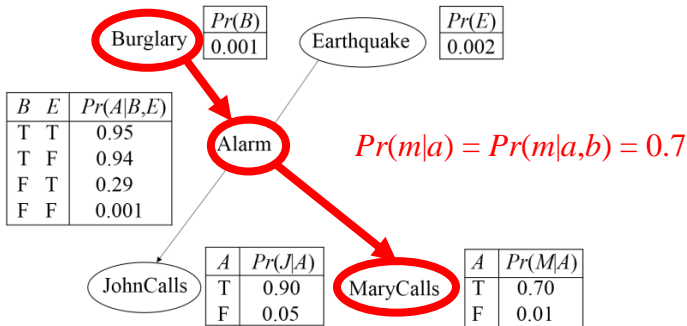 Burglary
Pr(B)
0.001
Earthquake
Pr(E)
0.002
B E Pr(A|B,E)
T T 0.95
T F 0.94
F T 0.29
F F 0.001
Alarm
Pr(m|a) = Pr(m|a,b) = 0.7
JohnCalls
A Pr(J|A)
T 0.90
F 0.05
MaryCalls
A Pr(M|A)
T 0.70
F 0.01